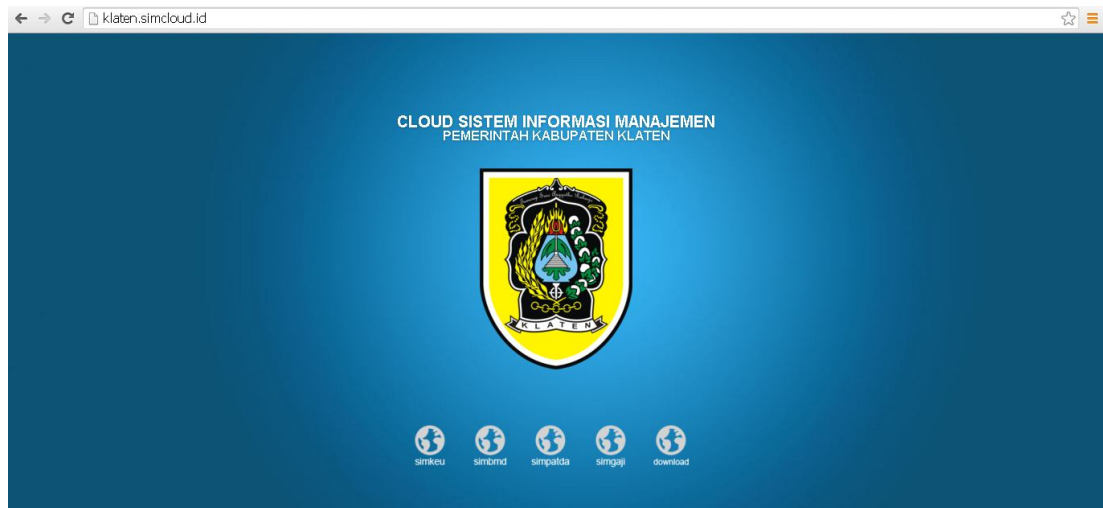 klaten.simcloud.id
CLOUD SISTEM INFORMASI MANAJEMEN
PEMERINTAH KABUPATEN KLATEN
KLATEN
simkeu simbmd simpatda simgaji download